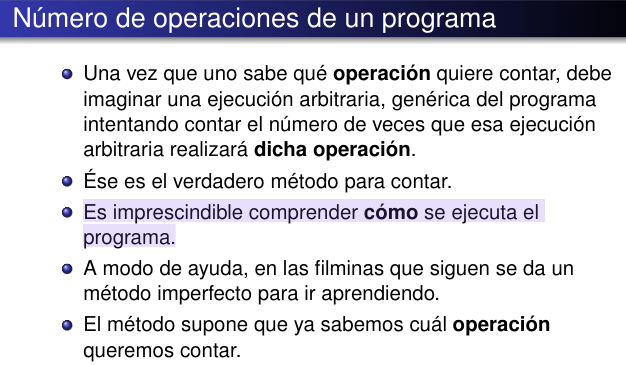 Número de operaciones de un programa
Una vez que uno sabe qué operación quiere contar, debe
imaginar una ejecución arbitraria, genérica del programa
intentando contar el número de veces que esa ejecución
arbitraria realizará dicha operación.
Ése es el verdadero método para contar.
Es imprescindible comprender cómo se ejecuta el
programa.
A modo de ayuda, en las filminas que siguen se da un
método imperfecto para ir aprendiendo.
El método supone que ya sabemos cuál operación
queremos contar.